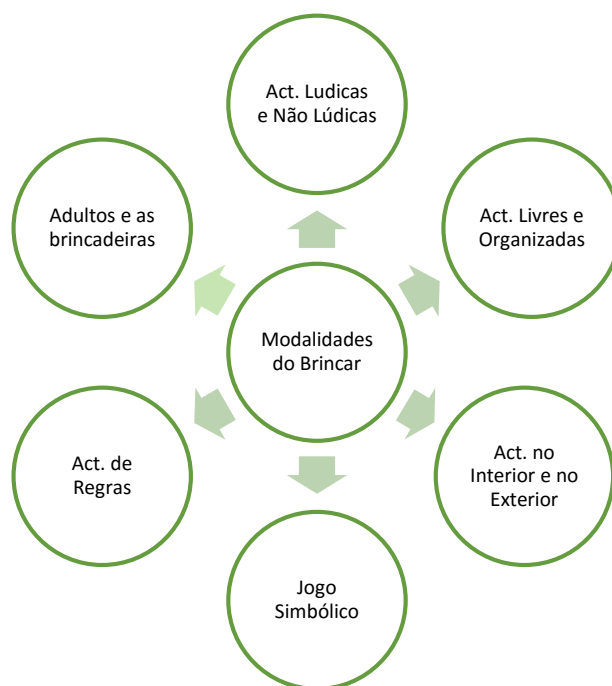 Act. Ludicas
e Não Lúdicas
Adultos e as
brincadeiras
Act. Livres e
Organizadas
Modalidades
do Brincar
Act. de
Regras
Act. no
Interior e no
Exterior
Jogo
Simbólico